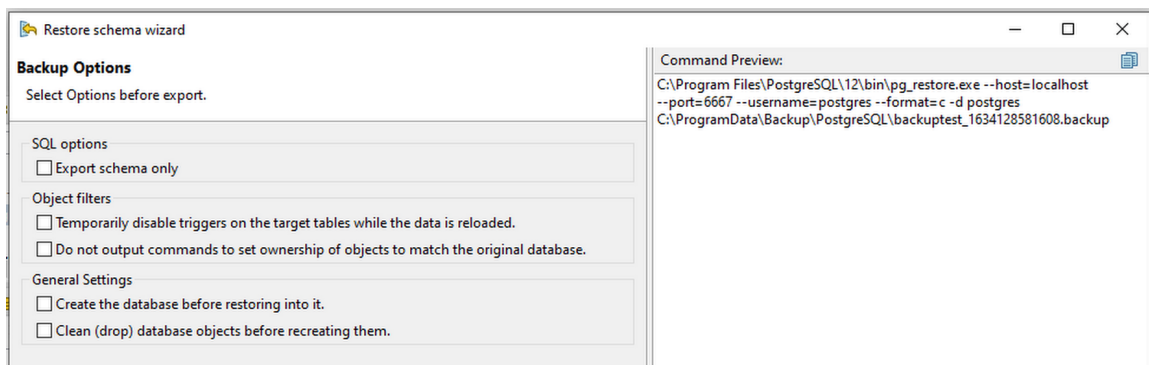 Restore schema wizard
Backup Options
Select Options before export.
SQL options
Export schema only
Object filters
Temporarily disable triggers on the target tables while the data is reloaded.
Do not output commands to set ownership of objects to match the original database.
General Settings
Create the database before restoring into it.
Clean (drop) database objects before recreating them.
Command Preview:
C:\Program Files\PostgreSQL\12\bin\pg_restore.exe --host=localhost
--port=6667 --username=postgres --format=c -d postgres
C:\ProgramData\Backup\PostgreSQL\backuptest_1634128581608.backup